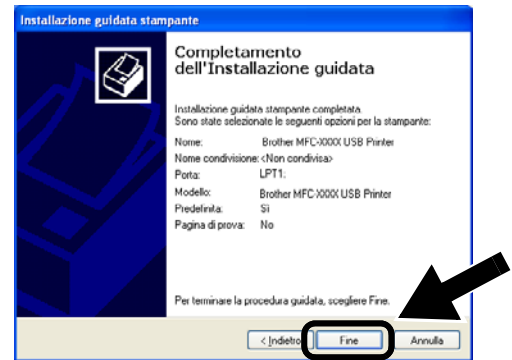 Installazione guidata stampante
Completamento
dell'Installazione guidata
Installazione guidata stampante completata.
Sono state selezionate le seguenti opzioni per la stampante:
Nome: Brother MFC-XXXX USB Printer
Nome condivisione: <Non condivisa>
Porta: LPT1:
Modello: Brother MFC-XXXX USB Printer
Predefinita: Sì
Pagina di prova: No
Per terminare la procedura guidata, scegliere Fine.
< Indietro Fine Annulla